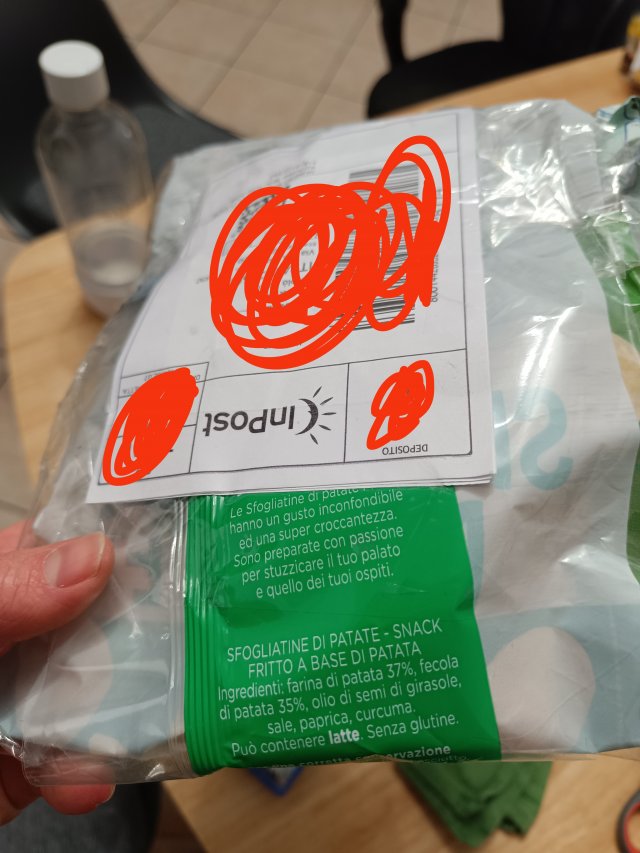 InPost
DEPOSITO
Le Sfogliatine di patate
hanno un gusto inconfondibile
ed una super croccantezza.
Sono preparate con passione
per stuzzicare il tuo palato
e quello dei tuoi ospiti.
SFOGLIATINE DI PATATE - SNACK
FRITTO A BASE DI PATATA
Ingredienti: farina di patata 37%, fecola
di patata 35%, olio di semi di girasole,
sale, paprica, curcuma.
Può contenere latte. Senza glutine.
corretta conservazione